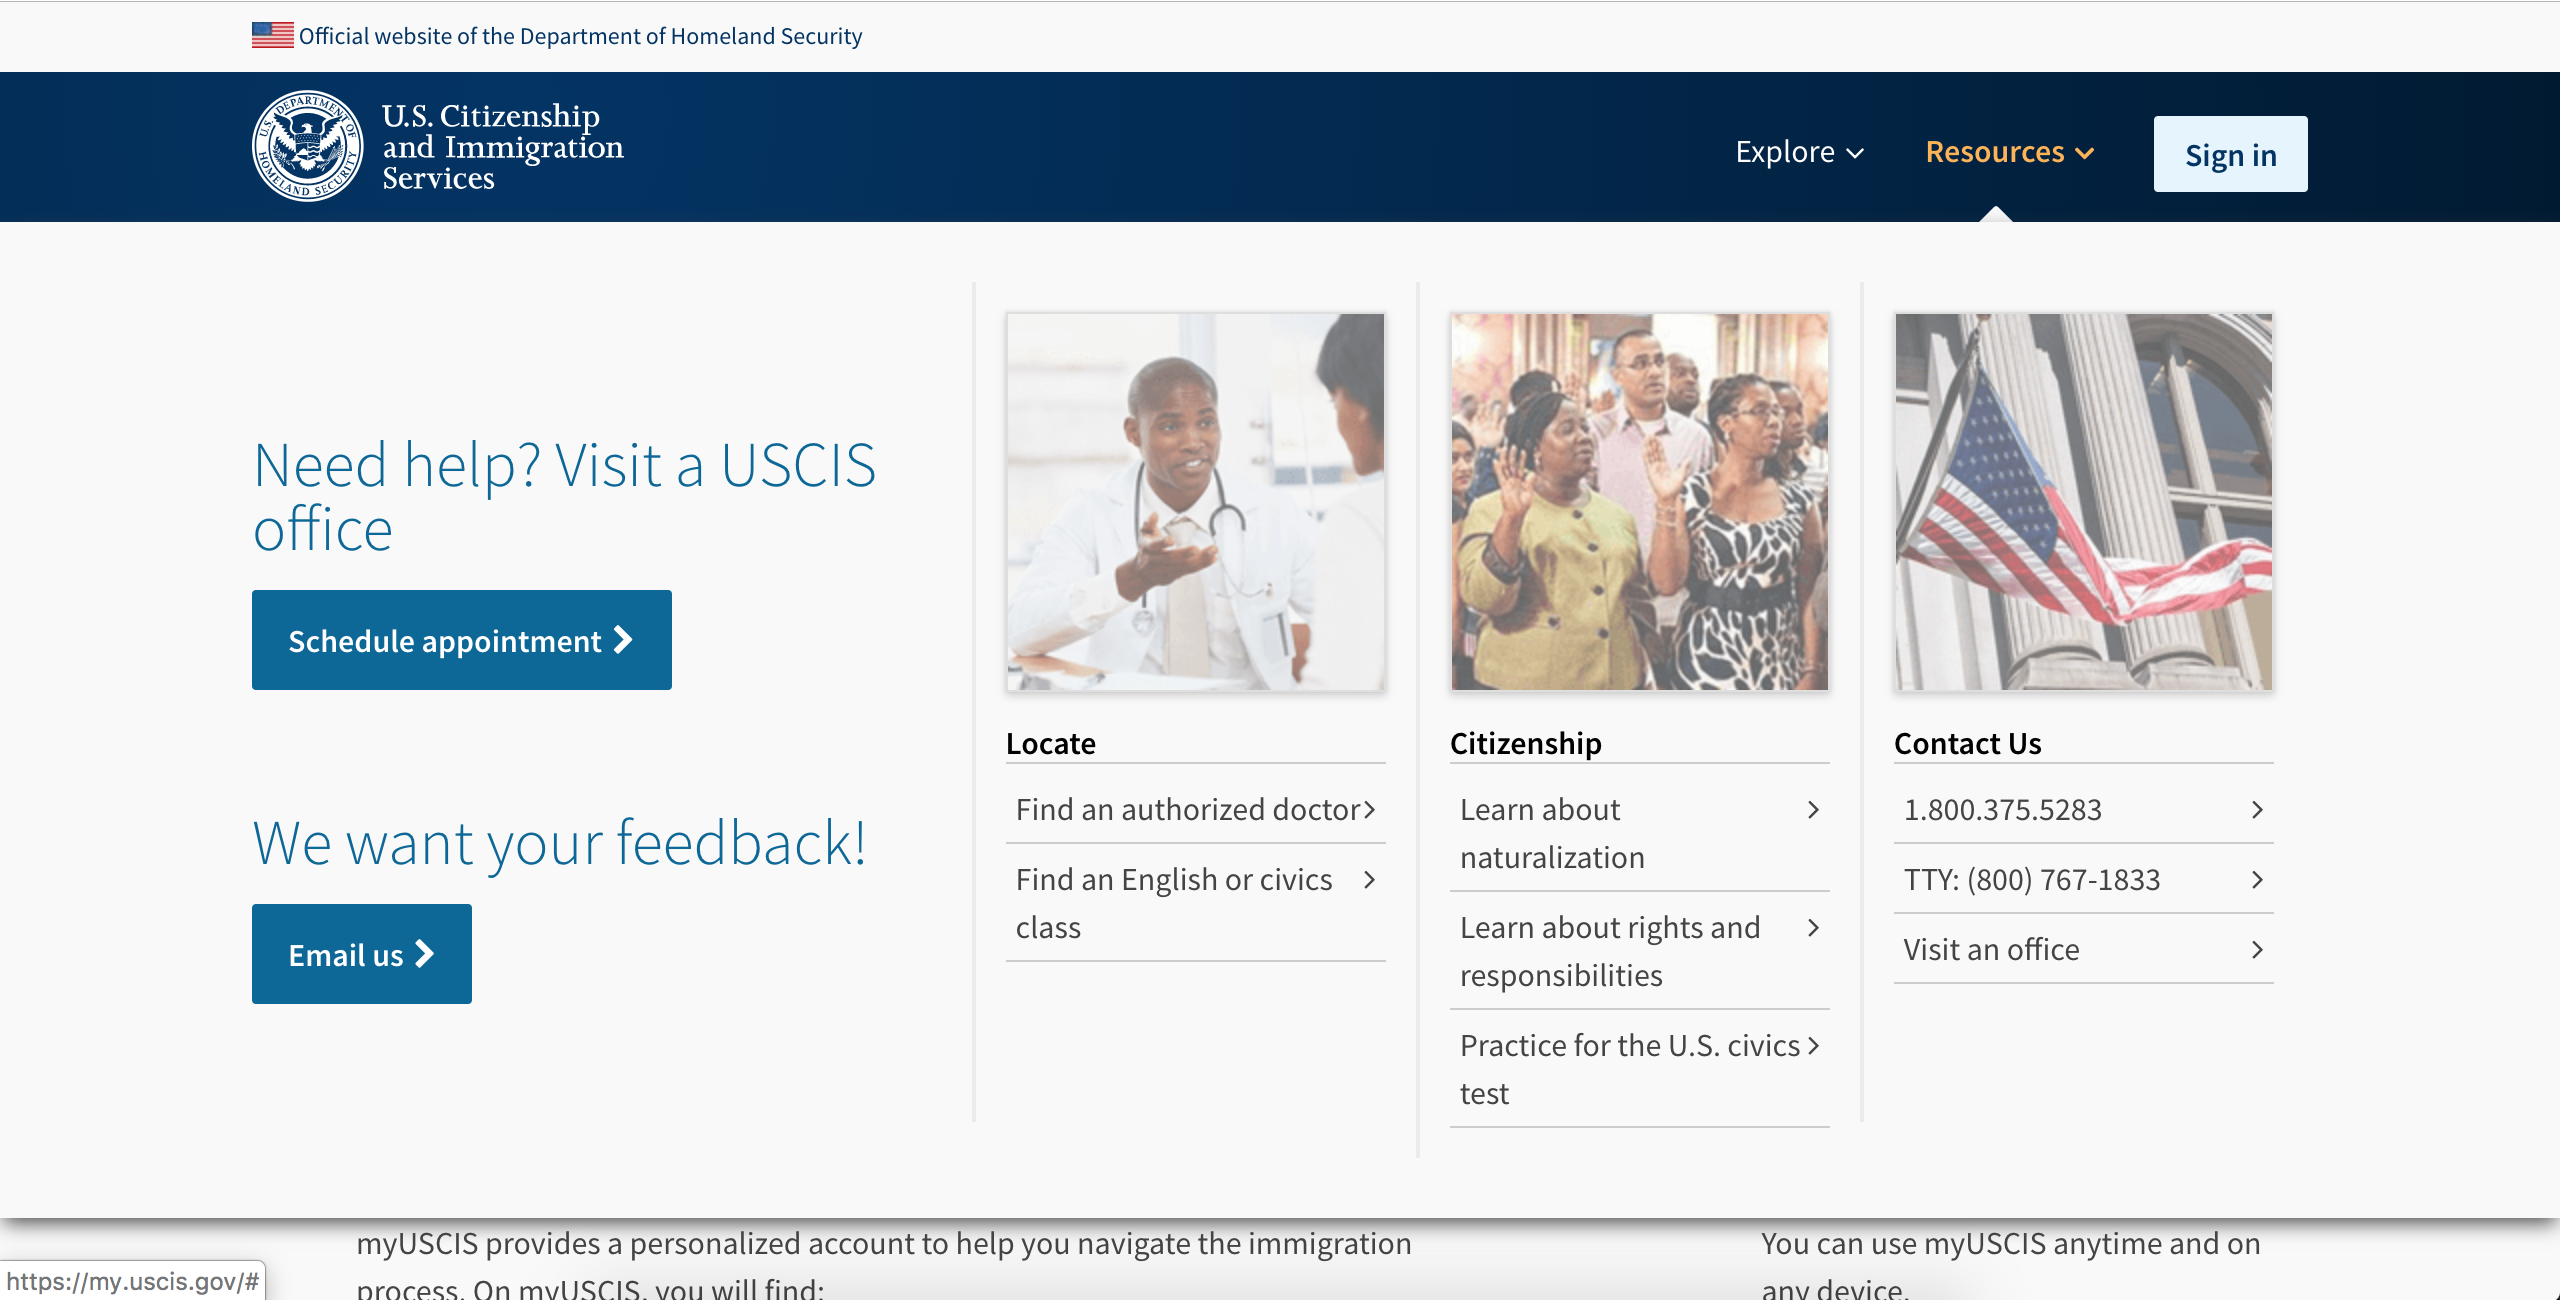 Official website of the Department of Homeland Security
U.S. DEPARTMENT OF HOMELAND SECURITY
U.S. Citizenship
and Immigration
Services
Explore
Resources
Sign in
Need help? Visit a USCIS
office
Schedule appointment
We want your feedback!
Email us
Locate
Find an authorized doctor
Find an English or civics
class
Citizenship
Learn about
naturalization
Learn about rights and
responsibilities
Practice for the U.S. civics
test
Contact Us
1.800.375.5283
TTY: (800) 767-1833
Visit an office
myUSCIS provides a personalized account to help you navigate the immigration
process. On myUSCIS, you will find:
You can use myUSCIS anytime and on
any device.
https://my.uscis.gov/#